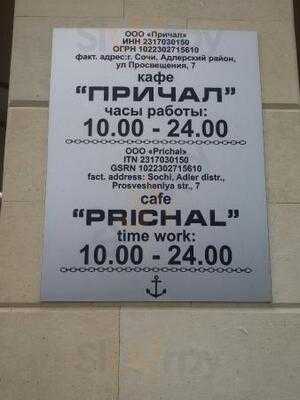 ООО «Причал»
ИНН 2317030150
ОГРН 1022302715610
факт. адрес:г. Сочи, Адлерский район,
ул Просвещения, 7
кафе
"ПРИЧАЛ"
часы работы:
10.00 - 24.00
ООО «Prichal»
ITN 2317030150
GSRN 1022302715610
fact. address: Sochi, Adler distr.,
Prosvesheniya str., 7
cafe
"PRICHAL"
time work:
10.00 - 24.00